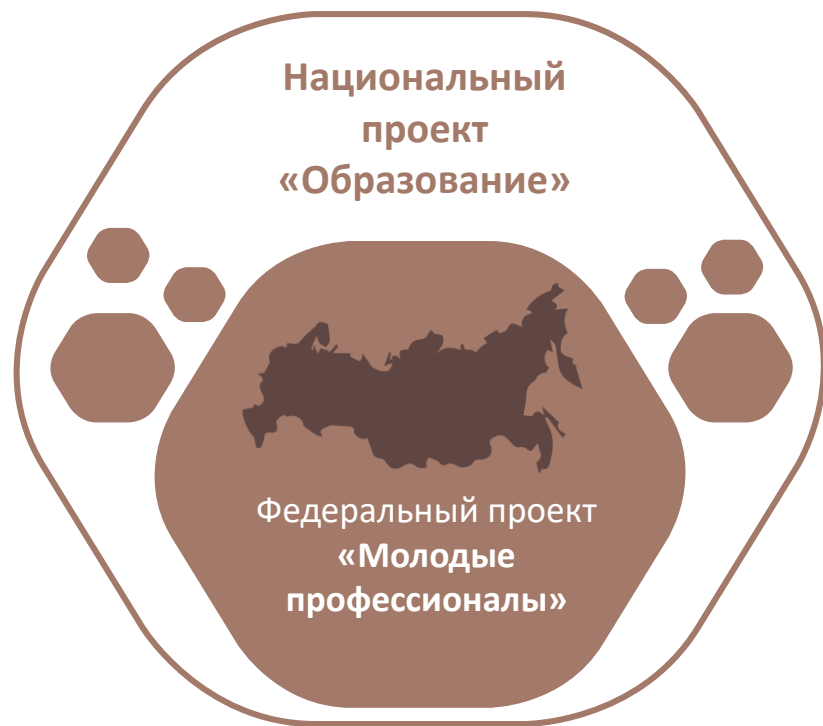 Национальный
проект
«Образование»
Федеральный проект
«Молодые
профессионалы»